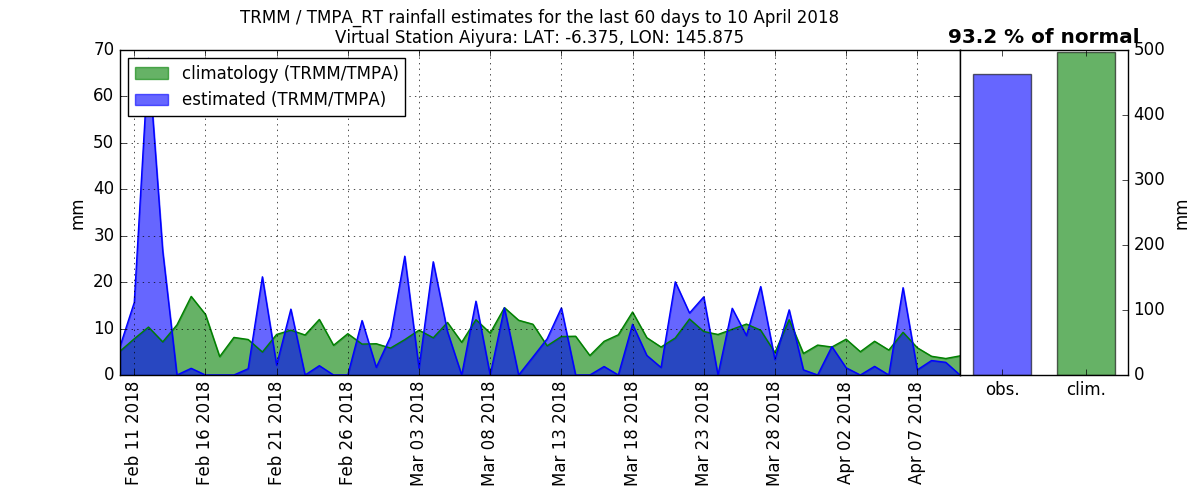 TRMM / TMPA_RT rainfall estimates for the last 60 days to 10 April 2018
Virtual Station Aiyura: LAT: -6.375, LON: 145.875
93.2 % of normal
climatology (TRMM/TMPA)
estimated (TRMM/TMPA)
mm
70
60
50
40
30
20
10
0
Feb 11 2018
Feb 16 2018
Feb 21 2018
Feb 26 2018
Mar 03 2018
Mar 08 2018
Mar 13 2018
Mar 18 2018
Mar 23 2018
Mar 28 2018
Apr 02 2018
Apr 07 2018
obs.
clim.
500
400
300
200
100
0
mm